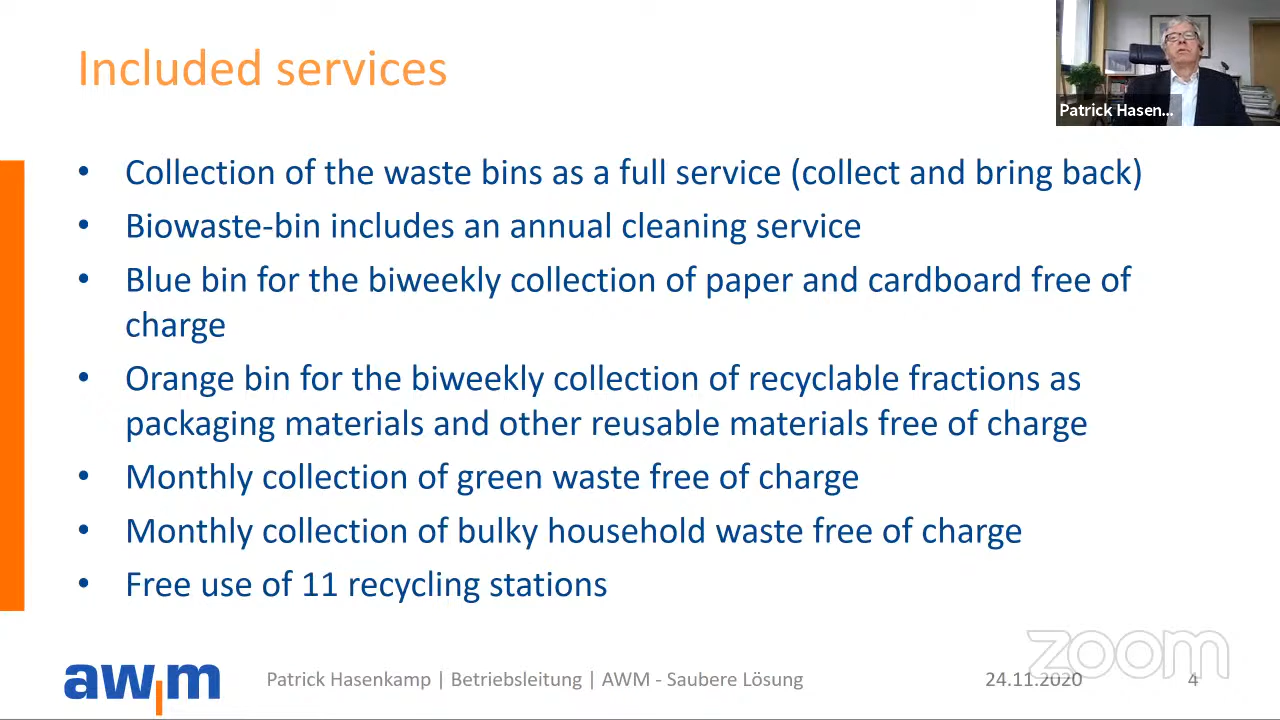 Included services
Patrick Hasen...
• Collection of the waste bins as a full service (collect and bring back)
• Biowaste-bin includes an annual cleaning service
• Blue bin for the biweekly collection of paper and cardboard free of
charge
• Orange bin for the biweekly collection of recyclable fractions as
packaging materials and other reusable materials free of charge
• Monthly collection of green waste free of charge
• Monthly collection of bulky household waste free of charge
• Free use of 11 recycling stations
zoom
awm Patrick Hasenkamp | Betriebsleitung | AWM - Saubere Lösung 24.11.2020 4